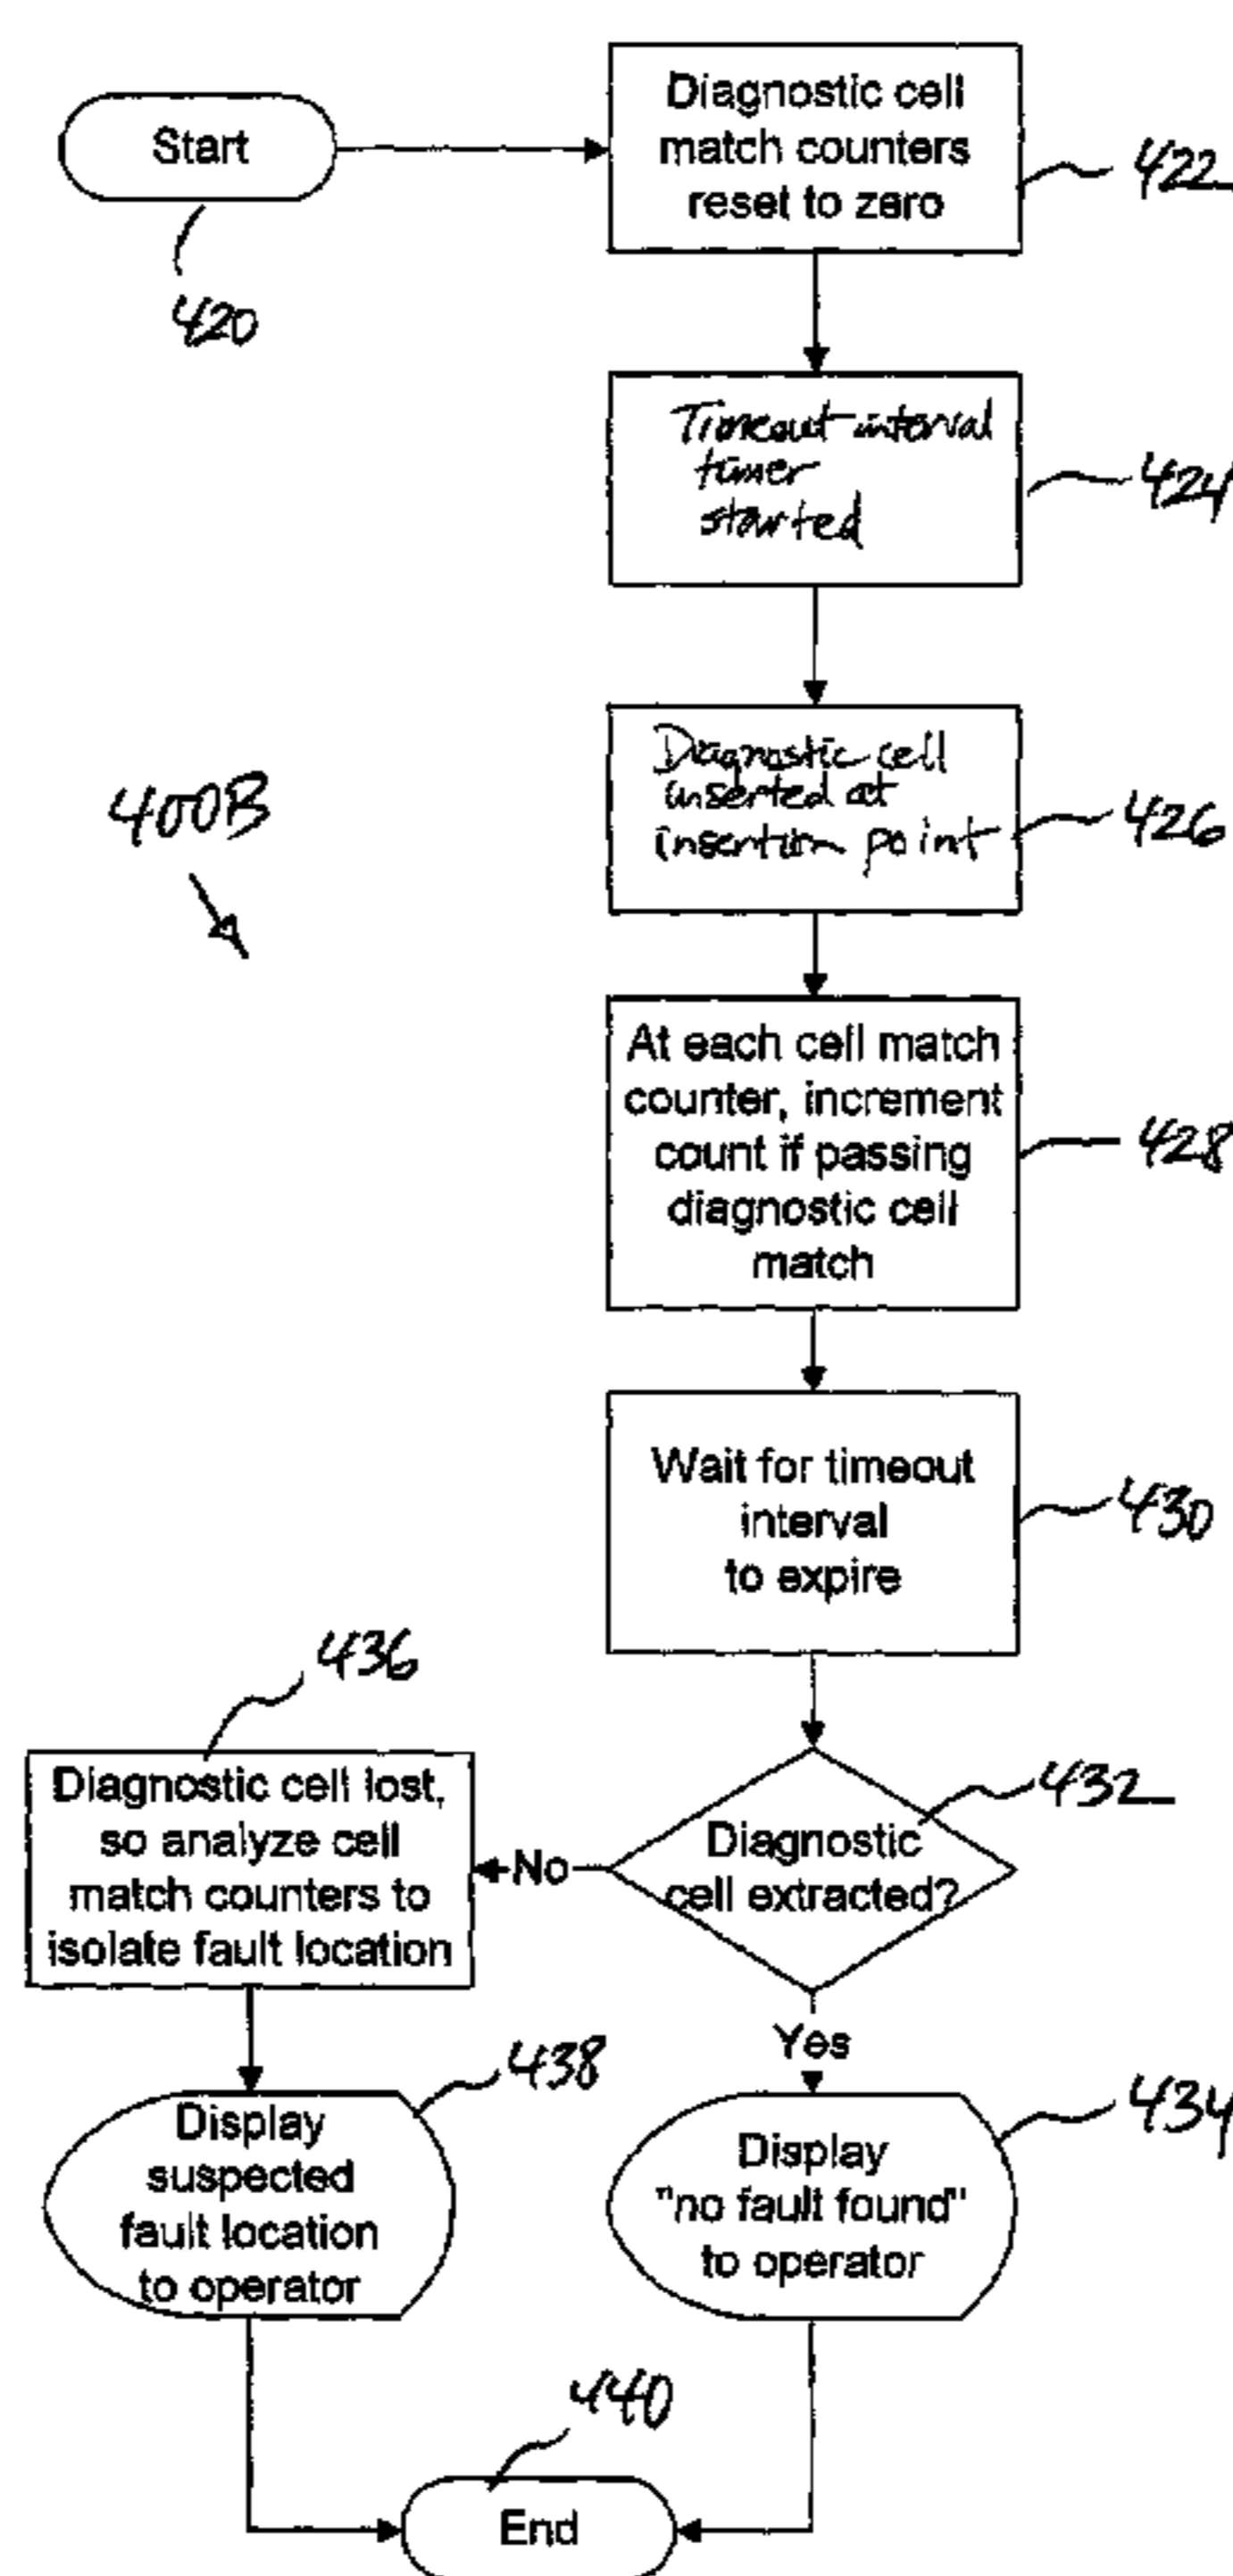 Start
420
Diagnostic cell
match counters
reset to zero
422
Timeout interval
timer
started
424
400B
Diagnostic cell
inserted at
insertion point
426
At each cell match
counter, increment
count if passing
diagnostic cell
match
428
Wait for timeout
interval
to expire
430
436
Diagnostic cell lost,
so analyze cell
match counters to
isolate fault location
No
Diagnostic
cell extracted?
432
Yes
438
Display
suspected
fault location
to operator
Display
"no fault found"
to operator
434
440
End